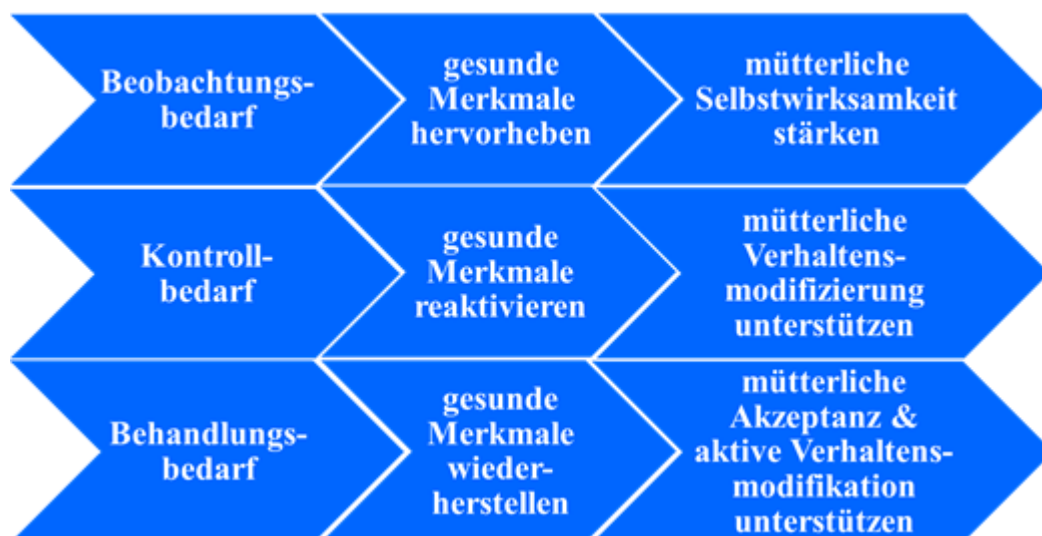 Beobachtungs-
bedarf
gesunde
Merkmale
hervorheben
mütterliche
Selbstwirksamkeit
stärken
Kontroll-
bedarf
gesunde
Merkmale
reaktivieren
mütterliche
Verhaltens-
modifizierung
unterstützen
Behandlungs-
bedarf
gesunde
Merkmale
wieder-
herstellen
mütterliche
Akzeptanz &
aktive Verhaltens-
modifikation
unterstützen